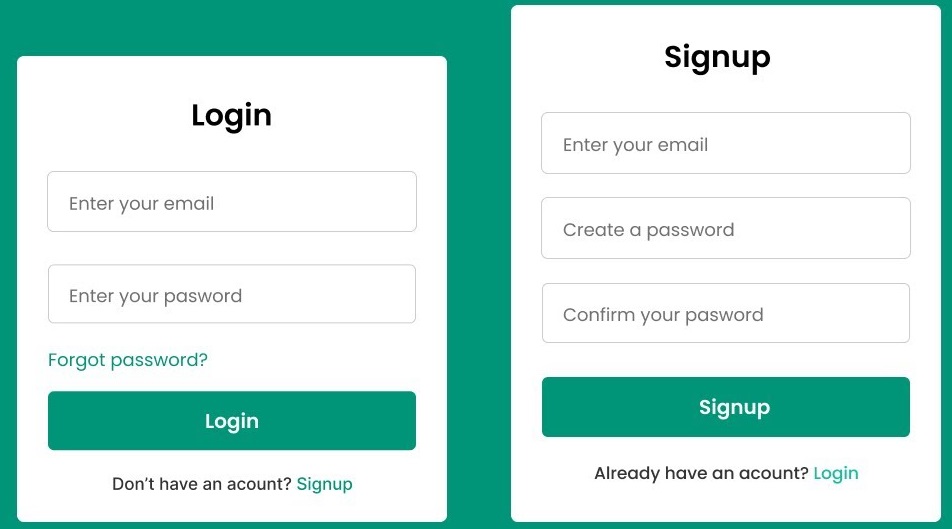 Login
Enter your email
Enter your pasword
Forgot password?
Login
Don't have an acount? Signup
Signup
Enter your email
Create a password
Confirm your pasword
Signup
Already have an acount? Login